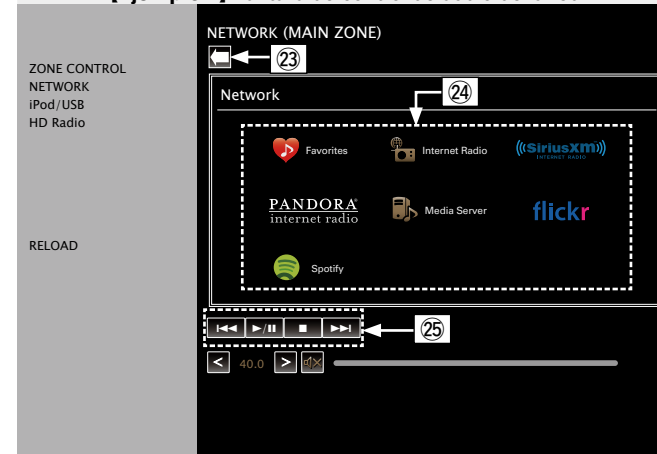 NETWORK (MAIN ZONE)
23
ZONE CONTROL
NETWORK
iPod/USB
HD Radio
RELOAD
Network
24
Favorites
Internet Radio
((SiriusXM))
INTERNET RADIO
PANDORA
internet radio
Media Server
flickr
Spotify
25
< 40.0 >